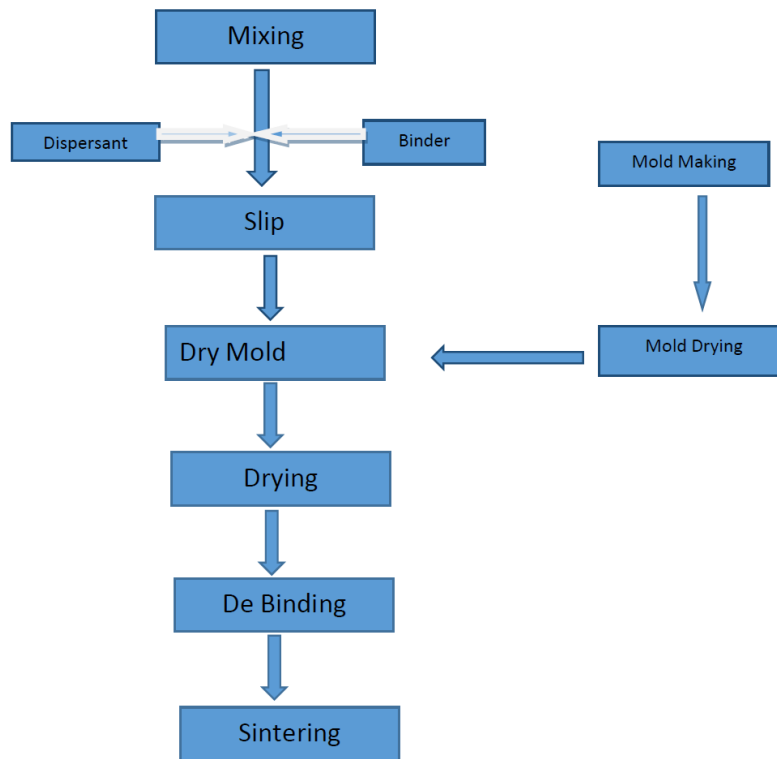 Mixing
Dispersant
Binder
Mold Making
Slip
Dry Mold
Mold Drying
Drying
De Binding
Sintering